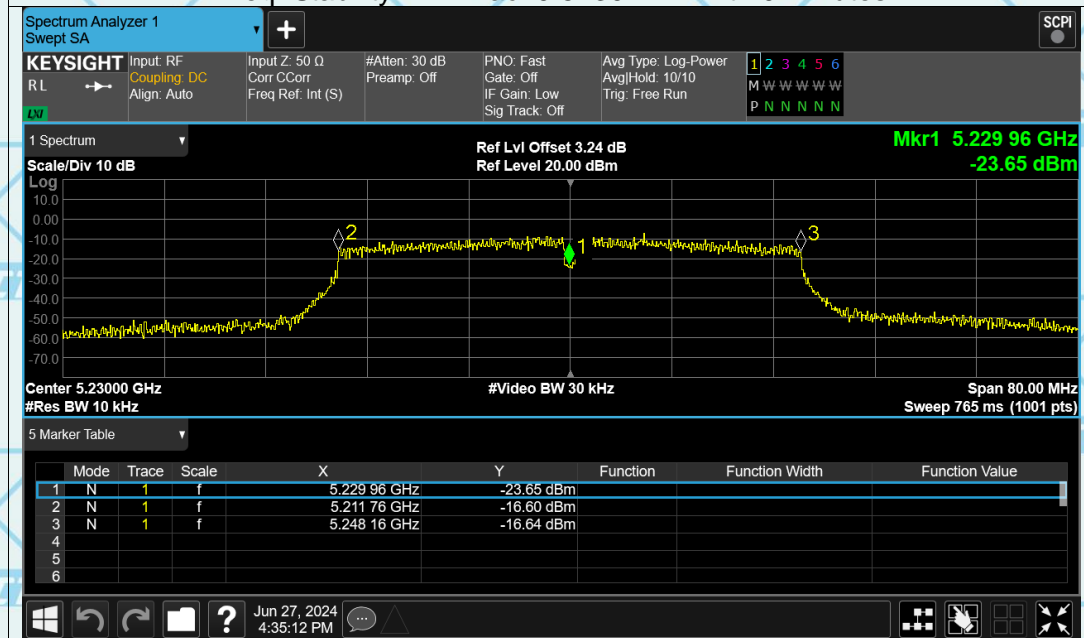 Spectrum Analyzer 1
Swept SA
+
SCPI
KEYSIGHT
RL
LXI
Input: RF
Coupling: DC
Align: Auto
Input Z: 50 Ω
Corr CCorr
Freq Ref: Int (S)
#Atten: 30 dB
Preamp: Off
PNO: Fast
Gate: Off
IF Gain: Low
Sig Track: Off
Avg Type: Log-Power
Avg|Hold: 10/10
Trig: Free Run
1 2 3 4 5 6
M W W W W W
P N N N N N
1 Spectrum
Scale/Div 10 dB
Ref Lvl Offset 3.24 dB
Ref Level 20.00 dBm
Mkr1 5.229 96 GHz
-23.65 dBm
Log
10.0
0.00
-10.0
-20.0
-30.0
-40.0
-50.0
-60.0
-70.0
2
1
3
Center 5.23000 GHz
#Video BW 30 kHz
Span 80.00 MHz
#Res BW 10 kHz
Sweep 765 ms (1001 pts)
5 Marker Table
Mode Trace Scale X Y Function Function Width Function Value
1 N 1 f 5.229 96 GHz -23.65 dBm
2 N 1 f 5.211 76 GHz -16.60 dBm
3 N 1 f 5.248 16 GHz -16.64 dBm
4
5
6
?
Jun 27, 2024
4:35:12 PM